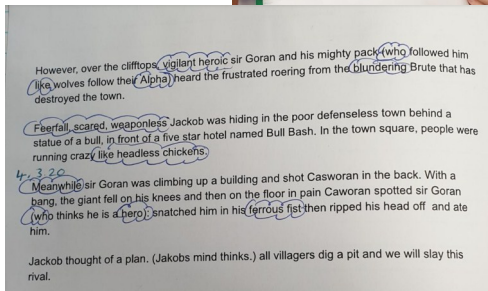 However, over the clifftops, vigilant heroic sir Goran and his mighty pack (who followed him
like wolves follow their Alpha) heard the frustrated roering from the blundering Brute that has
destroyed the town.
Feerfall, scared, weaponless Jackob was hiding in the poor defenseless town behind a
statue of a bull, in front of a five star hotel named Bull Bash. In the town square, people were
running crazy like headless chickens.
4.3.20
Meanwhile sir Goran was climbing up a building and shot Casworan in the back. With a
bang, the giant fell on his knees and then on the floor in pain Caworan spotted sir Goran
(who thinks he is a hero): snatched him in his ferrous fist then ripped his head off and ate
him.
Jackob thought of a plan. (Jakobs mind thinks.) all villagers dig a pit and we will slay this
rival.